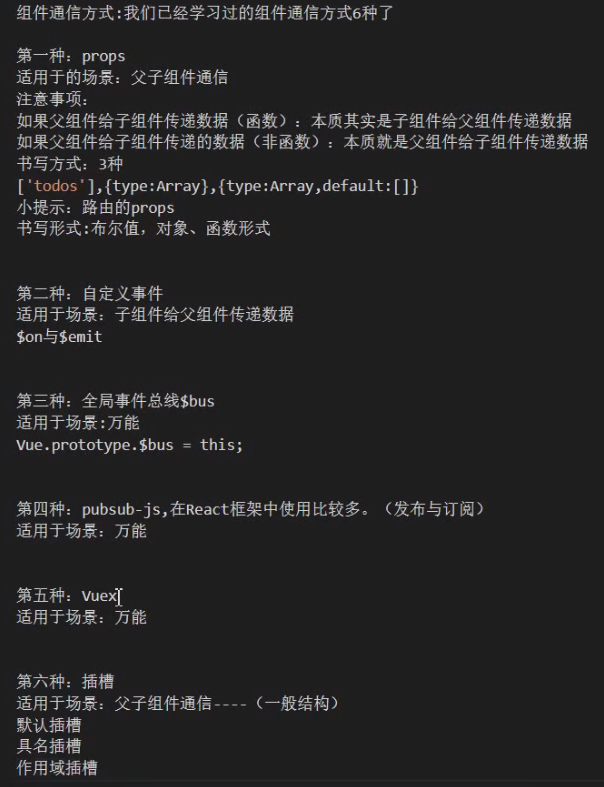 组件通信方式:我们已经学习过的组件通信方式6种了
第一种: props
适用于的场景: 父子组件通信
注意事项:
如果父组件给子组件传递数据（函数）: 本质其实是子组件给父组件传递数据
如果父组件给子组件传递的数据（非函数）: 本质就是父组件给子组件传递数据
书写方式: 3种
['todos'],{type:Array},{type:Array,default:[]}
小提示: 路由的props
书写形式:布尔值，对象、函数形式
第二种: 自定义事件
适用于场景: 子组件给父组件传递数据
$on与$emit
第三种: 全局事件总线$bus
适用于场景:万能
Vue.prototype.$bus = this;
第四种: pubsub-js,在React框架中使用比较多。（发布与订阅）
适用于场景: 万能
第五种: Vuex
适用于场景: 万能
第六种: 插槽
适用于场景: 父子组件通信----（一般结构）
默认插槽
具名插槽
作用域插槽